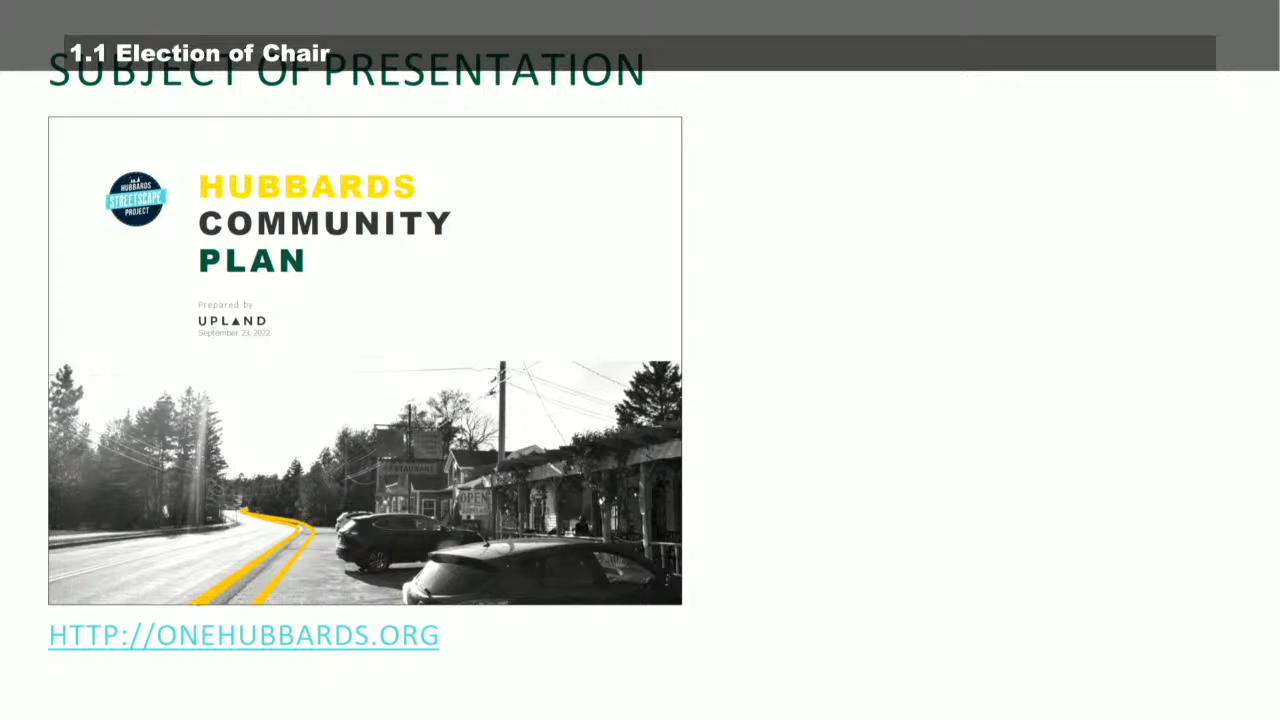 1.1 Election of Chair
SUBJECT OF PRESENTATION
HUBBARDS
STREETSCAPE
PROJECT
HUBBARDS
COMMUNITY
PLAN
Prepared by
UPLAND
September 23, 2022
RESTAURANT
OPEN
HTTP://ONEHUBBARDS.ORG